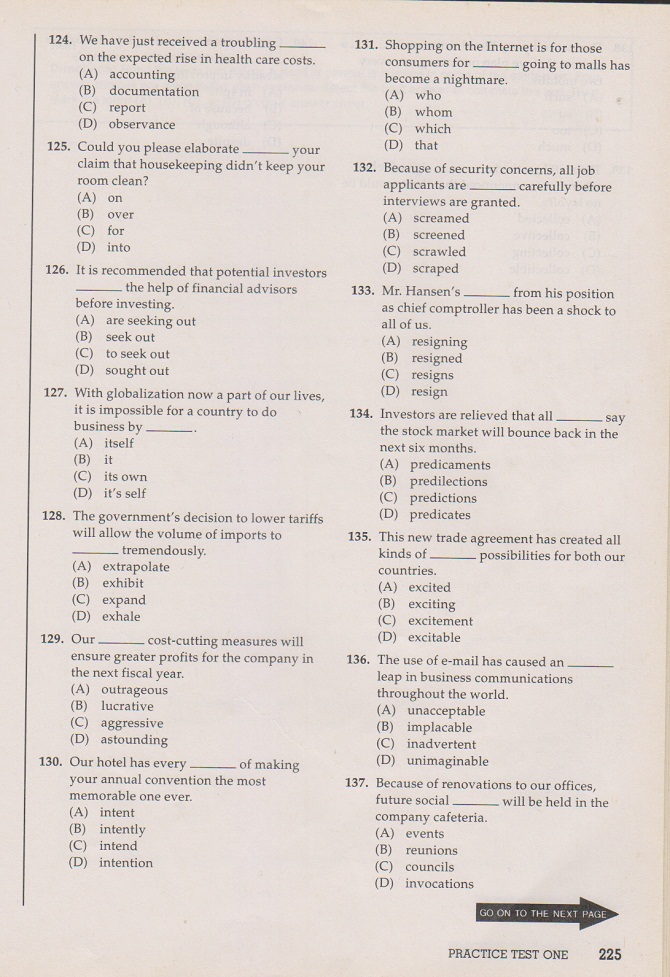 124. We have just received a troubling ______
on the expected rise in health care costs.
(A) accounting
(B) documentation
(C) report
(D) observance
125. Could you please elaborate ______ your
claim that housekeeping didn't keep your
room clean?
(A) on
(B) over
(C) for
(D) into
126. It is recommended that potential investors
______ the help of financial advisors
before investing.
(A) are seeking out
(B) seek out
(C) to seek out
(D) sought out
127. With globalization now a part of our lives,
it is impossible for a country to do
business by ______.
(A) itself
(B) it
(C) its own
(D) it's self
128. The government's decision to lower tariffs
will allow the volume of imports to
______ tremendously.
(A) extrapolate
(B) exhibit
(C) expand
(D) exhale
129. Our ______ cost-cutting measures will
ensure greater profits for the company in
the next fiscal year.
(A) outrageous
(B) lucrative
(C) aggressive
(D) astounding
130. Our hotel has every ______ of making
your annual convention the most
memorable one ever.
(A) intent
(B) intently
(C) intend
(D) intention
131. Shopping on the Internet is for those
consumers for ______ going to malls has
become a nightmare.
(A) who
(B) whom
(C) which
(D) that
132. Because of security concerns, all job
applicants are ______ carefully before
interviews are granted.
(A) screamed
(B) screened
(C) scrawled
(D) scraped
133. Mr. Hansen's ______ from his position
as chief comptroller has been a shock to
all of us.
(A) resigning
(B) resigned
(C) resigns
(D) resign
134. Investors are relieved that all ______ say
the stock market will bounce back in the
next six months.
(A) predicaments
(B) predilections
(C) predictions
(D) predicates
135. This new trade agreement has created all
kinds of ______ possibilities for both our
countries.
(A) excited
(B) exciting
(C) excitement
(D) excitable
136. The use of e-mail has caused an ______
leap in business communications
throughout the world.
(A) unacceptable
(B) implacable
(C) inadvertent
(D) unimaginable
137. Because of renovations to our offices,
future social ______ will be held in the
company cafeteria.
(A) events
(B) reunions
(C) councils
(D) invocations
GO ON TO THE NEXT PAGE
PRACTICE TEST ONE 225